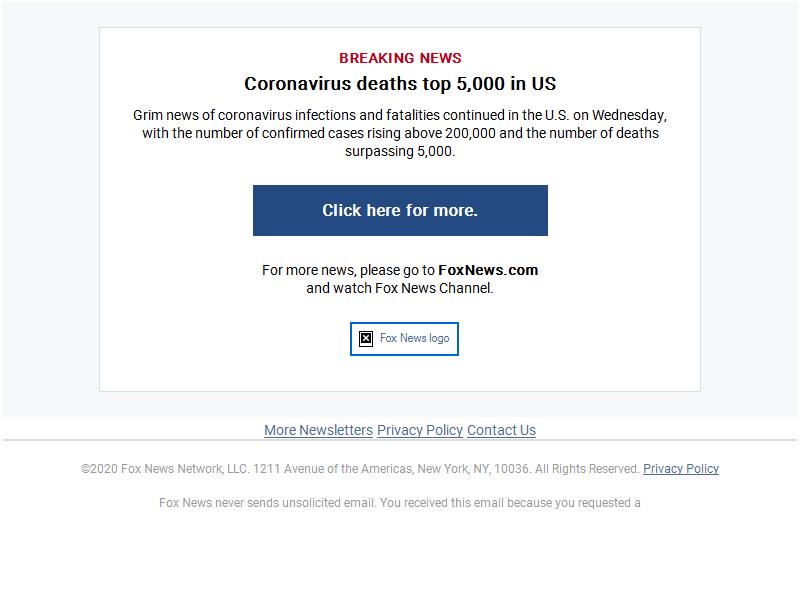 BREAKING NEWS
Coronavirus deaths top 5,000 in US
Grim news of coronavirus infections and fatalities continued in the U.S. on Wednesday,
with the number of confirmed cases rising above 200,000 and the number of deaths
surpassing 5,000.
Click here for more.
For more news, please go to FoxNews.com
and watch Fox News Channel.
Fox News logo
More Newsletters Privacy Policy Contact Us
©2020 Fox News Network, LLC. 1211 Avenue of the Americas, New York, NY, 10036. All Rights Reserved. Privacy Policy
Fox News never sends unsolicited email. You received this email because you requested a